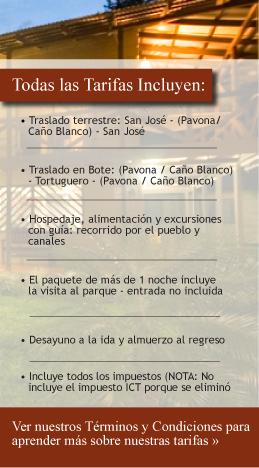 Todas las Tarifas Incluyen:
• Traslado terrestre: San José - (Pavona/
Caño Blanco) - San José
• Traslado en Bote: (Pavona / Caño Blanco)
- Tortuguero - (Pavona / Caño Blanco)
• Hospedaje, alimentación y excursiones
con guía: recorrido por el pueblo y
canales
• El paquete de más de 1 noche incluye
la visita al parque - entrada no incluida
• Desayuno a la ida y almuerzo al regreso
• Incluye todos los impuestos (NOTA: No
incluye el impuesto ICT porque se eliminó
Ver nuestros Términos y Condiciones para
aprender más sobre nuestras tarifas »